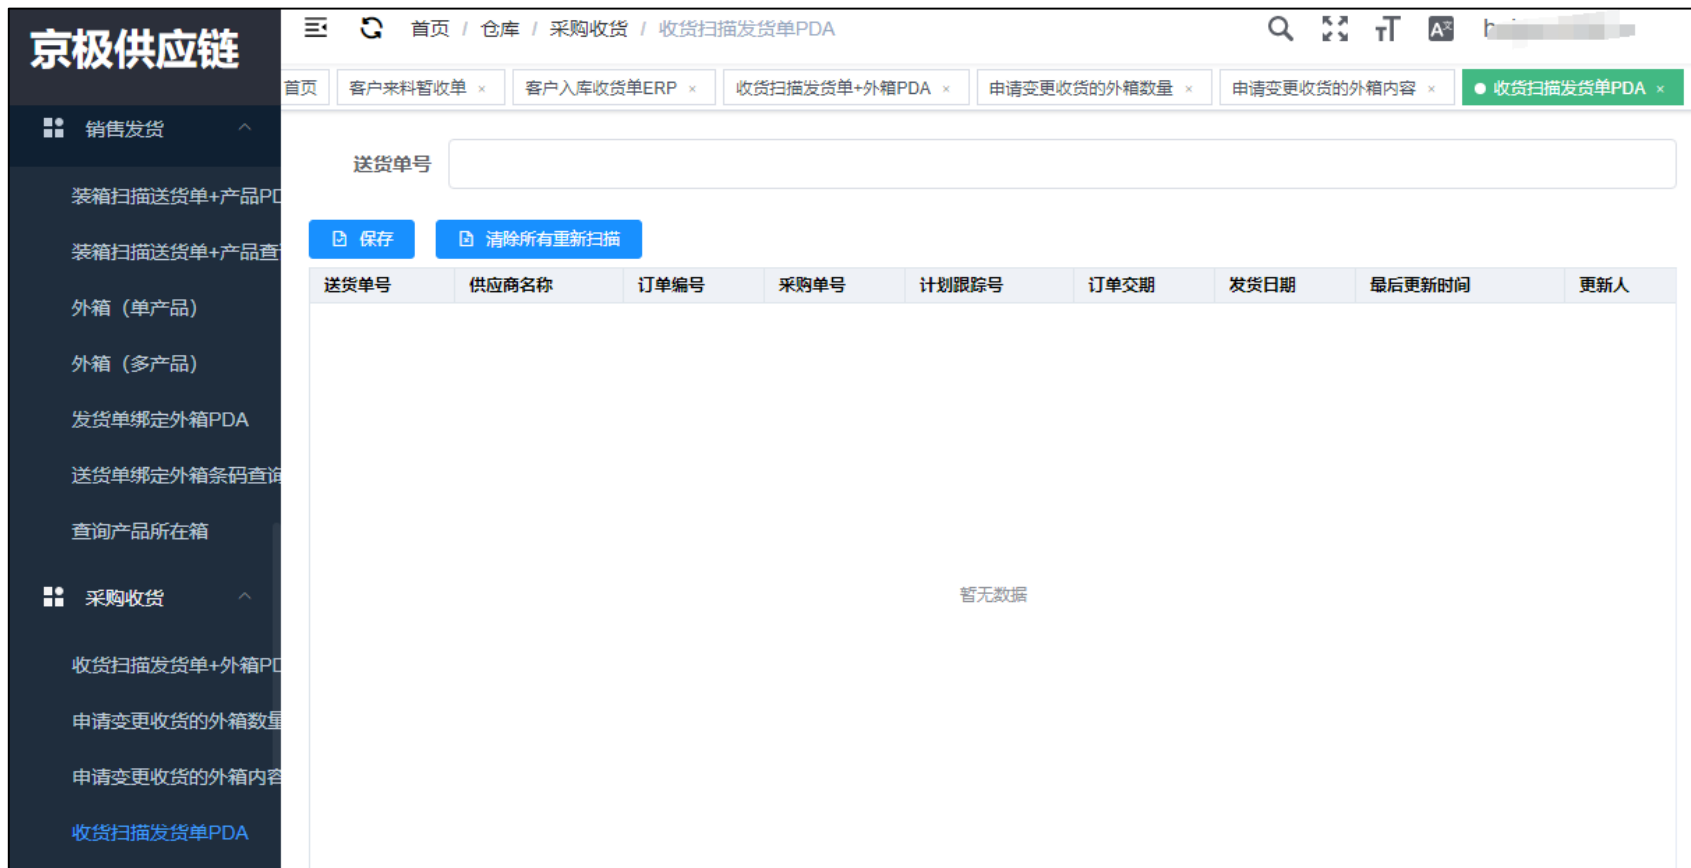 京极供应链
首页 / 仓库 / 采购收货 / 收货扫描发货单PDA
首页 客户来料暂收单 × 客户入库收货单ERP × 收货扫描发货单+外箱PDA × 申请变更收货的外箱数量 × 申请变更收货的外箱内容 × 收货扫描发货单PDA ×
销售发货
装箱扫描送货单+产品PD
装箱扫描送货单+产品查
外箱（单产品）
外箱（多产品）
发货单绑定外箱PDA
送货单绑定外箱条码查询
查询产品所在箱
采购收货
收货扫描发货单+外箱PD
申请变更收货的外箱数量
申请变更收货的外箱内容
收货扫描发货单PDA
送货单号
保存 清除所有重新扫描
送货单号 供应商名称 订单编号 采购单号 计划跟踪号 订单交期 发货日期 最后更新时间 更新人
暂无数据